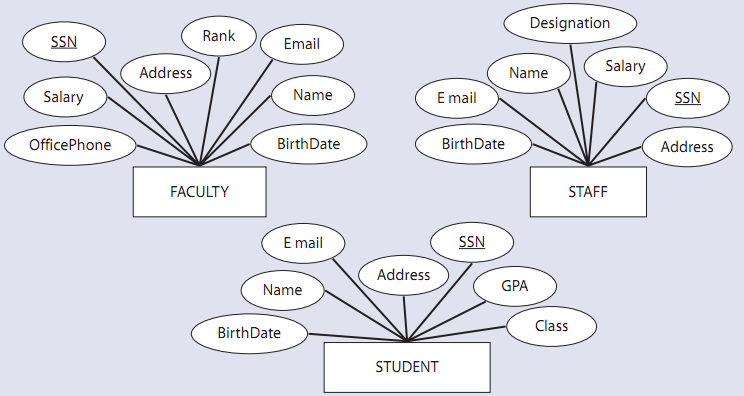 SSN
Rank
Email
Address
Salary
Name
OfficePhone
BirthDate
FACULTY
Designation
Name
Salary
E mail
SSN
BirthDate
Address
STAFF
E mail
SSN
Address
Name
GPA
BirthDate
Class
STUDENT